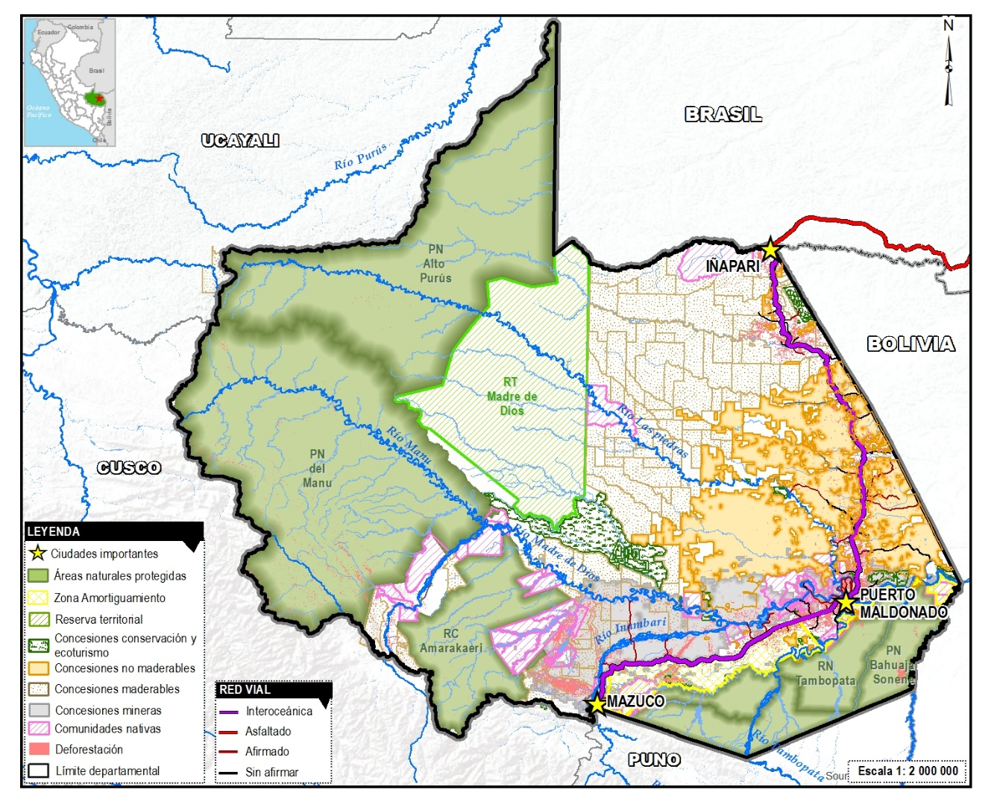 Ecuador
Colombia
Brasil
Océano
Pacífico
Bolivia
Chile
N
BRASIL
UCAYALI
Río Purús
PN
Alto
Purús
IÑAPARI
BOLIVIA
RT
Madre de
Dios
Río Las piedras
Río Manu
PN
del
Manu
CUSCO
Río Madre de Dios
PUERTO
MALDONADO
Río Inambari
RC
Amarakaeri
PN
Bahuaja
Sonene
RN
Tambopata
MAZUCO
Río Tambopata
PUNO
Sour
Escala 1: 2 000 000
LEYENDA
Ciudades importantes
Áreas naturales protegidas
Zona Amortiguamiento
Reserva territorial
Concesiones conservación y
ecoturismo
Concesiones no maderables
Concesiones maderables
Concesiones mineras
Comunidades nativas
Deforestación
Límite departamental
RED VIAL
Interoceánica
Asfaltado
Afirmado
Sin afirmar